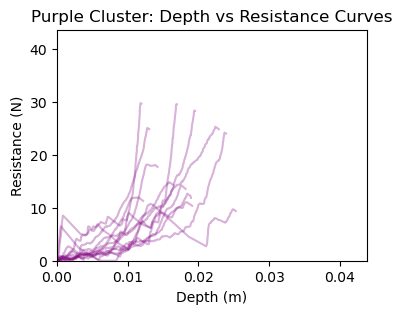 Purple Cluster: Depth vs Resistance Curves
40
30
20
10
0
Resistance (N)
0.00 0.01 0.02 0.03 0.04
Depth (m)